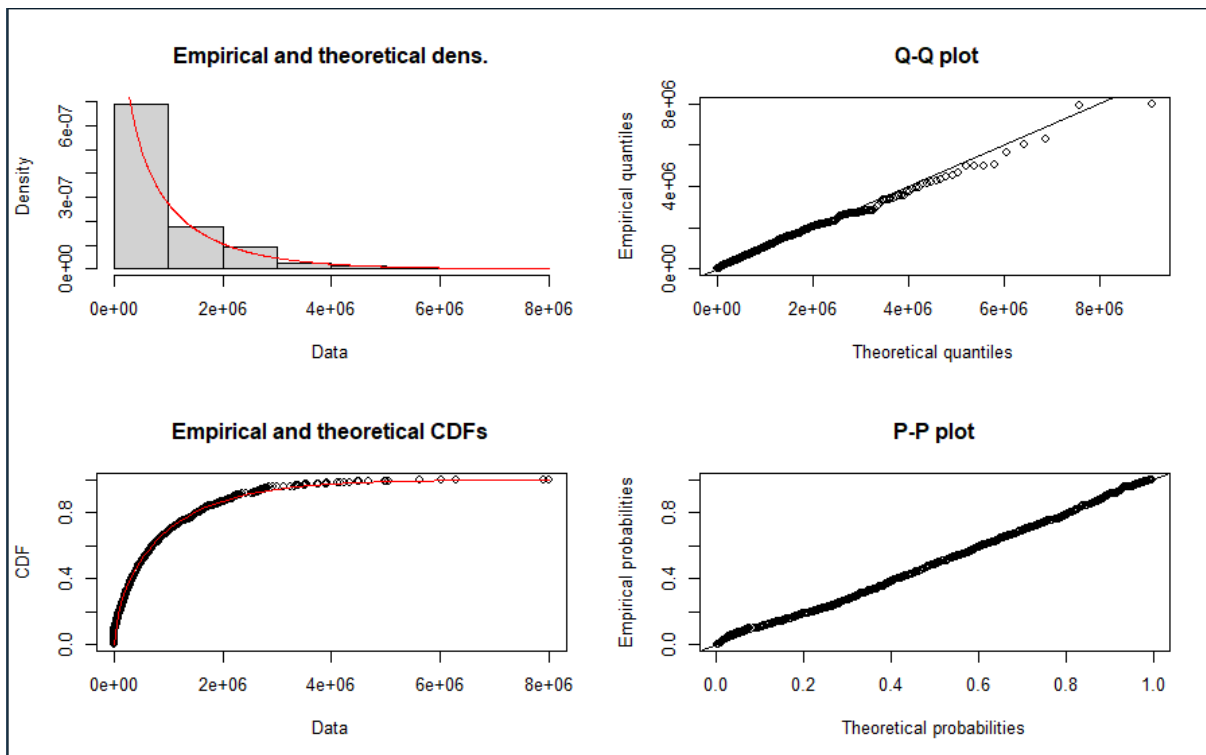 Empirical and theoretical dens.
Density
0e+00 3e-07 6e-07
0e+00 2e+06 4e+06 6e+06 8e+06
Data
Q-Q plot
Empirical quantiles
0e+00 4e+06 8e+06
0e+00 2e+06 4e+06 6e+06 8e+06
Theoretical quantiles
Empirical and theoretical CDFs
CDF
0.0 0.4 0.8
0e+00 2e+06 4e+06 6e+06 8e+06
Data
P-P plot
Empirical probabilities
0.0 0.4 0.8
0.0 0.2 0.4 0.6 0.8 1.0
Theoretical probabilities